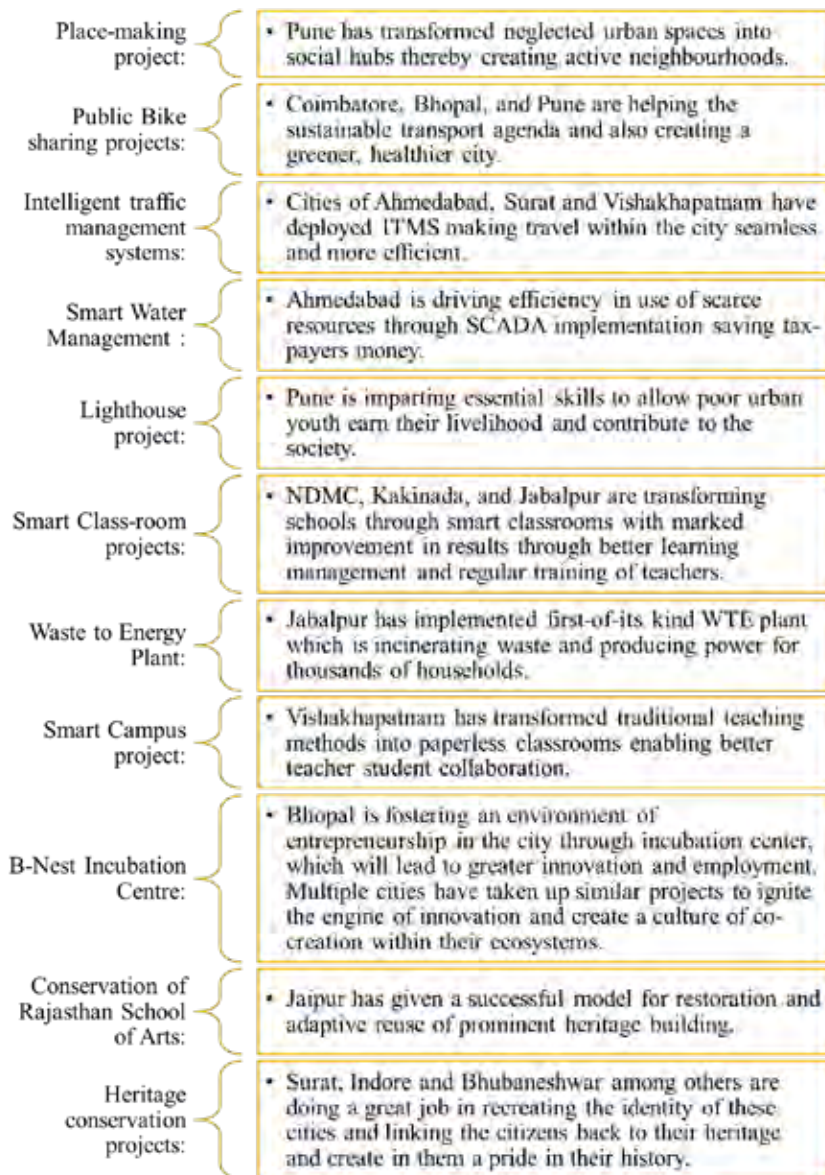 Place-making
project:
• Pune has transformed neglected urban spaces into
social hubs thereby creating active neighbourhoods.
Public Bike
sharing projects:
• Coimbatore, Bhopal, and Pune are helping the
sustainable transport agenda and also creating a
greener, healthier city.
Intelligent traffic
management
systems:
• Cities of Ahmedabad, Surat and Vishakhapatnam have
deployed ITMS making travel within the city seamless
and more efficient.
Smart Water
Management :
• Ahmedabad is driving efficiency in use of scarce
resources through SCADA implementation saving tax-
payers money.
Lighthouse
project:
• Pune is imparting essential skills to allow poor urban
youth earn their livelihood and contribute to the
society.
Smart Class-room
projects:
• NDMC, Kakinada, and Jabalpur are transforming
schools through smart classrooms with marked
improvement in results through better learning
management and regular training of teachers.
Waste to Energy
Plant:
• Jabalpur has implemented first-of-its kind WTE plant
which is incinerating waste and producing power for
thousands of households.
Smart Campus
project:
• Vishakhapatnam has transformed traditional teaching
methods into paperless classrooms enabling better
teacher student collaboration.
B-Nest Incubation
Centre:
• Bhopal is fostering an environment of
entrepreneurship in the city through incubation center,
which will lead to greater innovation and employment.
Multiple cities have taken up similar projects to ignite
the engine of innovation and create a culture of co-
creation within their ecosystems.
Conservation of
Rajasthan School
of Arts:
• Jaipur has given a successful model for restoration and
adaptive reuse of prominent heritage building.
Heritage
conservation
projects:
• Surat, Indore and Bhubaneshwar among others are
doing a great job in recreating the identity of these
cities and linking the citizens back to their heritage
and create in them a pride in their history.